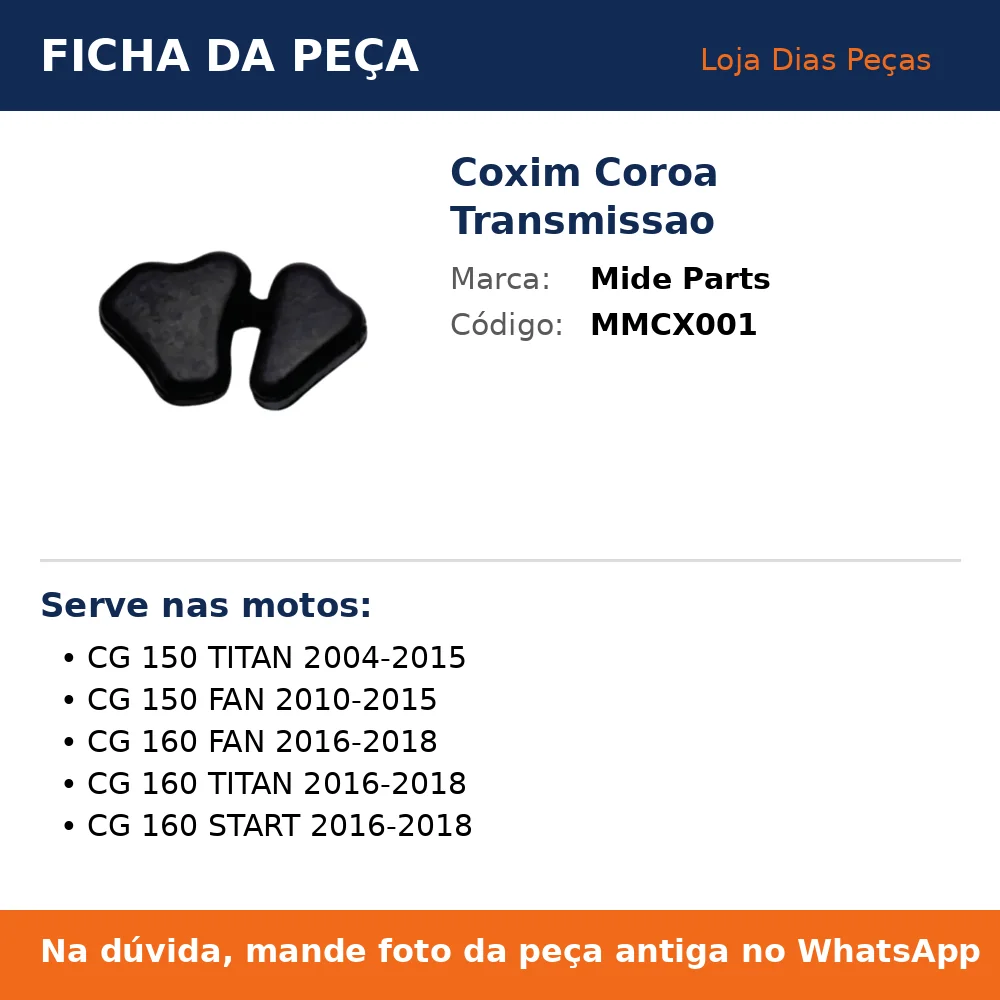 FICHA DA PEÇA
Loja Dias Peças
Coxim Coroa
Transmissao
Marca: Mide Parts
Código: MMCX001
Serve nas motos:
• CG 150 TITAN 2004-2015
• CG 150 FAN 2010-2015
• CG 160 FAN 2016-2018
• CG 160 TITAN 2016-2018
• CG 160 START 2016-2018
Na dúvida, mande foto da peça antiga no WhatsApp